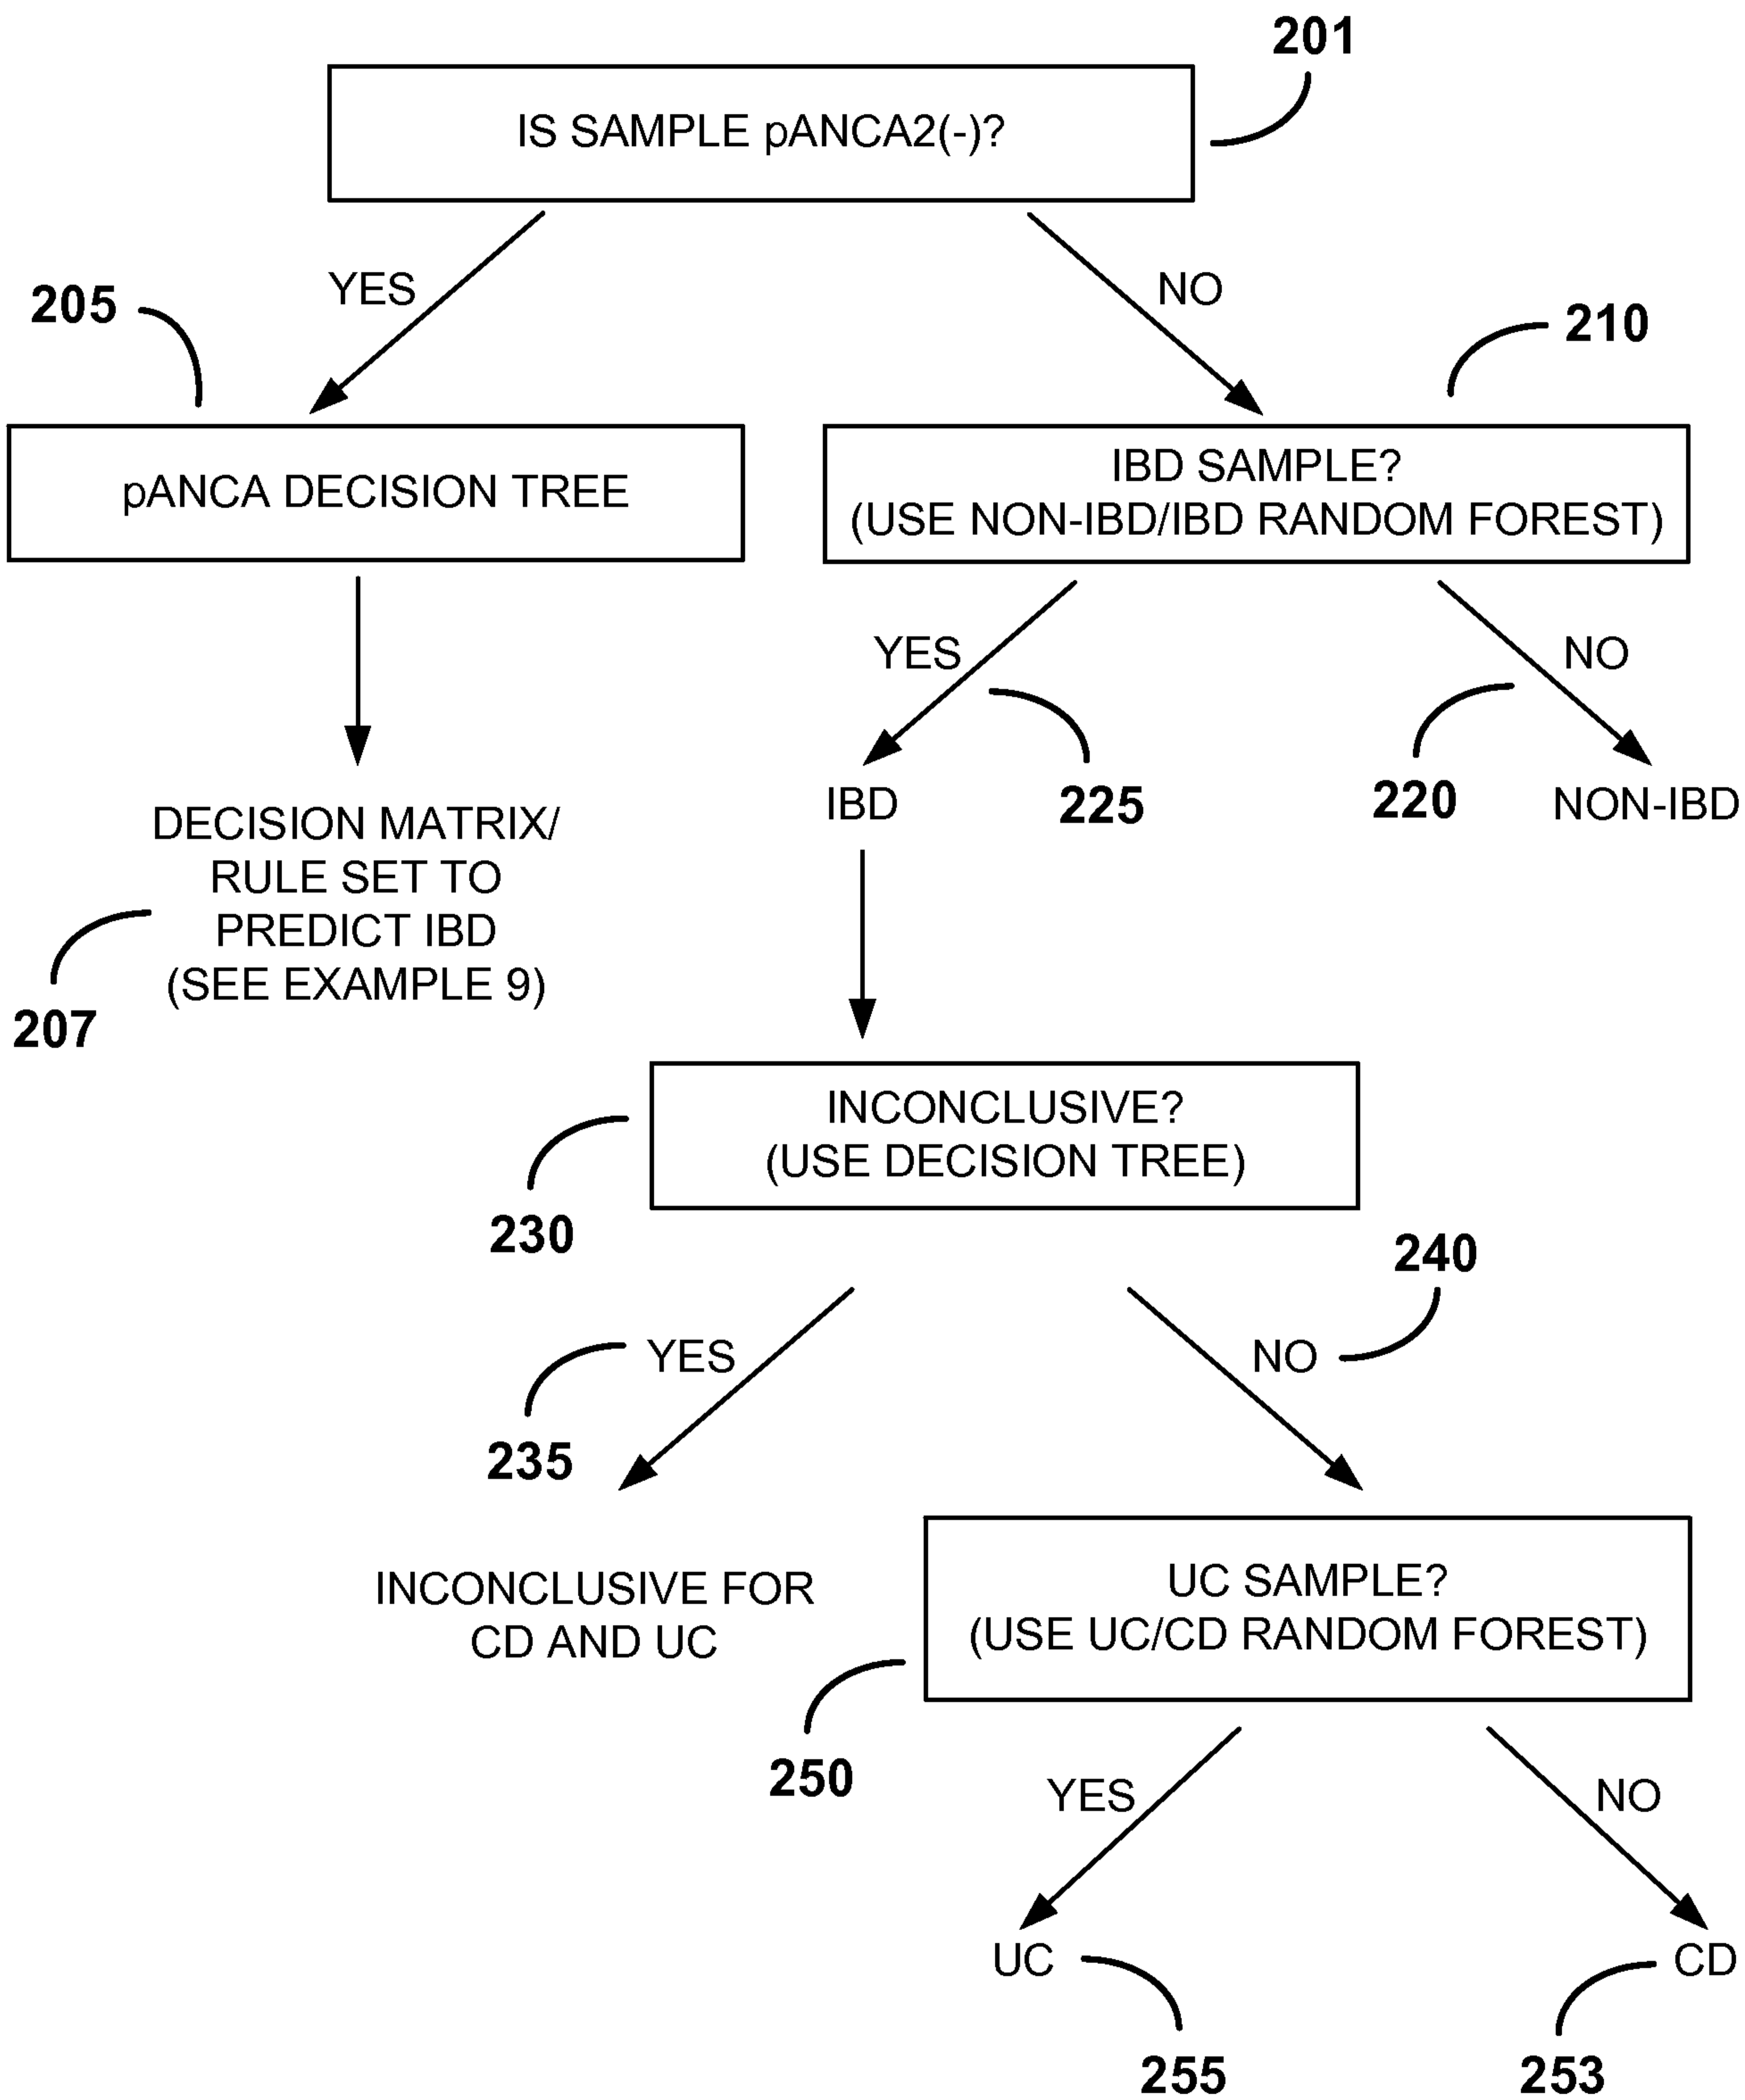 201
IS SAMPLE pANCA2(-)?
YES
NO
205
210
pANCA DECISION TREE
IBD SAMPLE?
(USE NON-IBD/IBD RANDOM FOREST)
YES
NO
IBD
225
220
NON-IBD
DECISION MATRIX/
RULE SET TO
PREDICT IBD
(SEE EXAMPLE 9)
207
INCONCLUSIVE?
(USE DECISION TREE)
230
240
YES
NO
235
INCONCLUSIVE FOR
CD AND UC
UC SAMPLE?
(USE UC/CD RANDOM FOREST)
250
YES
NO
UC
CD
255
253